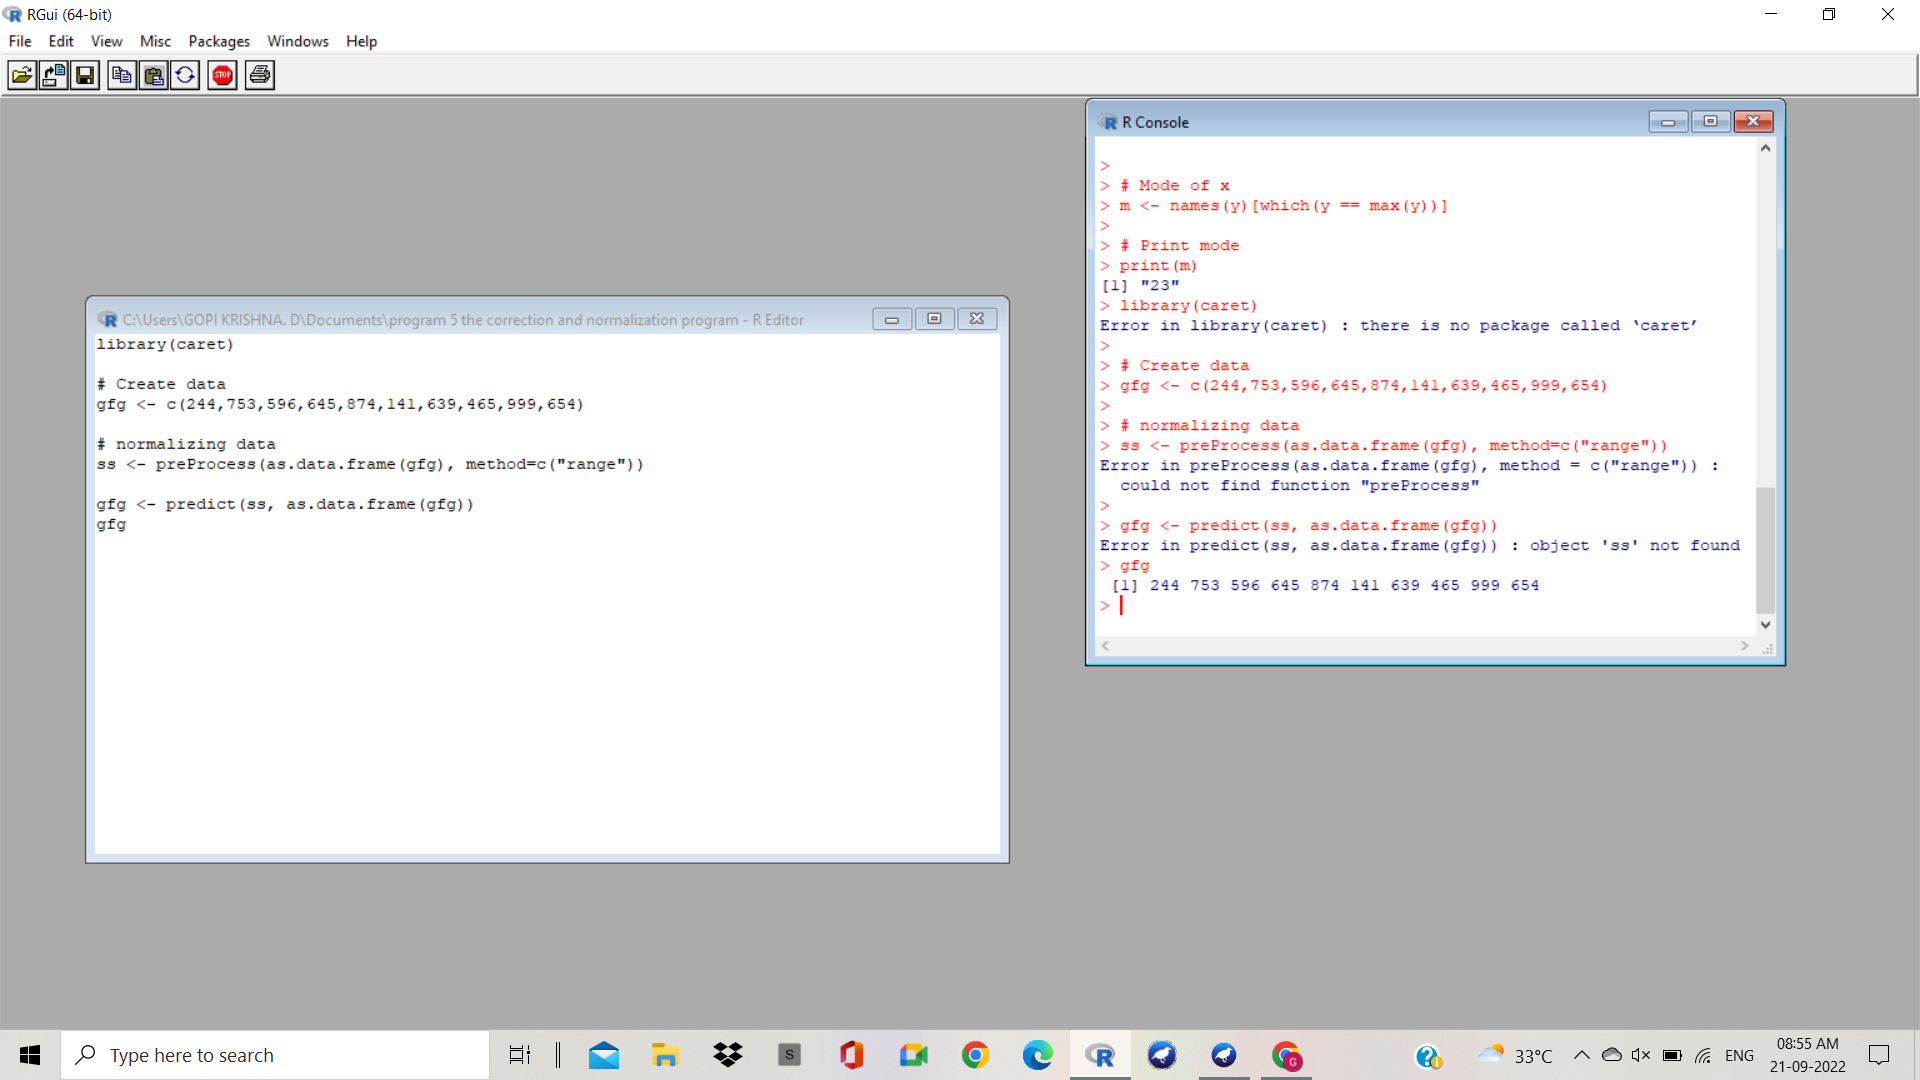 RGui (64-bit)
File Edit View Misc Packages Windows Help
STOP
C:\Users\GOPI KRISHNA. D\Documents\program 5 the correction and normalization program - R Editor
library(caret)
# Create data
gfg <- c(244,753,596,645,874,141,639,465,999,654)
# normalizing data
ss <- preProcess(as.data.frame(gfg), method=c("range"))
gfg <- predict(ss, as.data.frame(gfg))
gfg
R Console
>
> # Mode of x
> m <- names(y)[which(y == max(y))]
>
> # Print mode
> print(m)
[1] "23"
> library(caret)
Error in library(caret) : there is no package called ‘caret’
>
> # Create data
> gfg <- c(244,753,596,645,874,141,639,465,999,654)
>
> # normalizing data
> ss <- preProcess(as.data.frame(gfg), method=c("range"))
Error in preProcess(as.data.frame(gfg), method = c("range")) :
could not find function "preProcess"
>
> gfg <- predict(ss, as.data.frame(gfg))
Error in predict(ss, as.data.frame(gfg)) : object 'ss' not found
> gfg
[1] 244 753 596 645 874 141 639 465 999 654
>
Type here to search
S
G
33°C
ENG
08:55 AM
21-09-2022